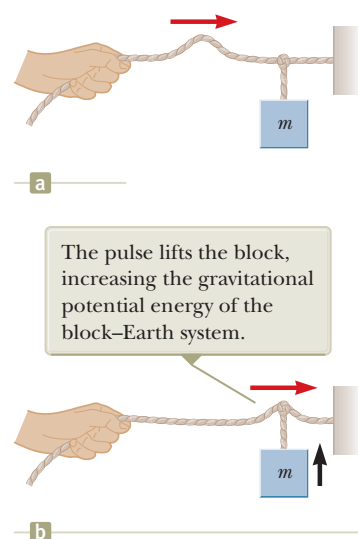 m
a
The pulse lifts the block,
increasing the gravitational
potential energy of the
block–Earth system.
m
b